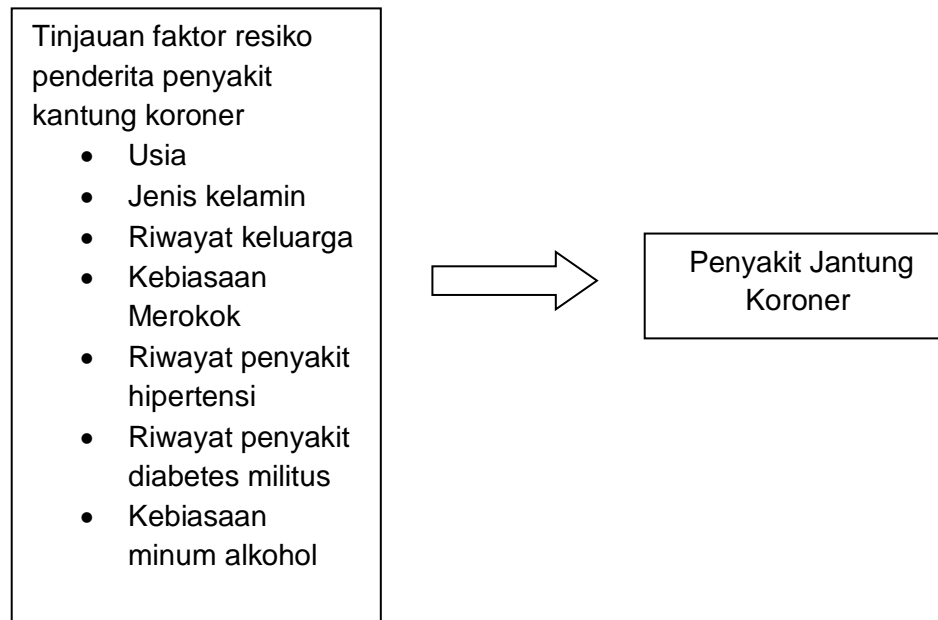 Tinjauan faktor resiko
penderita penyakit
kantung koroner
• Usia
• Jenis kelamin
• Riwayat keluarga
• Kebiasaan
Merokok
• Riwayat penyakit
hipertensi
• Riwayat penyakit
diabetes militus
• Kebiasaan
minum alkohol
Penyakit Jantung
Koroner